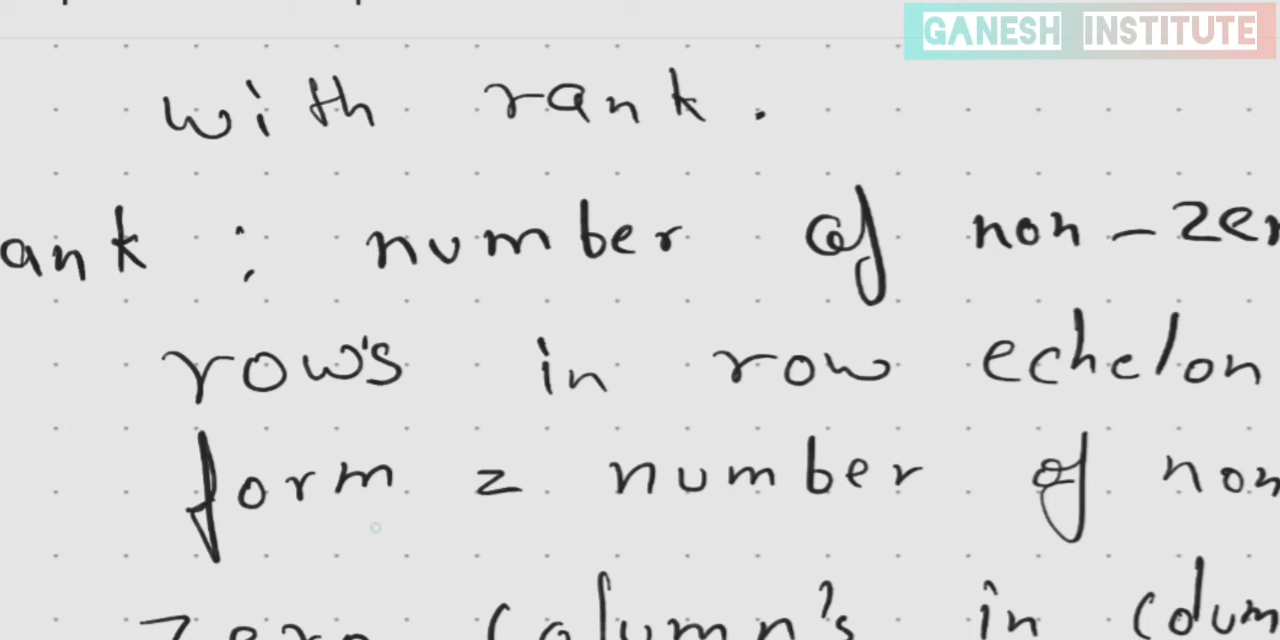 GANESH INSTITUTE
with rank.
ank : number of non-zer
row's in row echelon
form = number of non
zero column's in colum